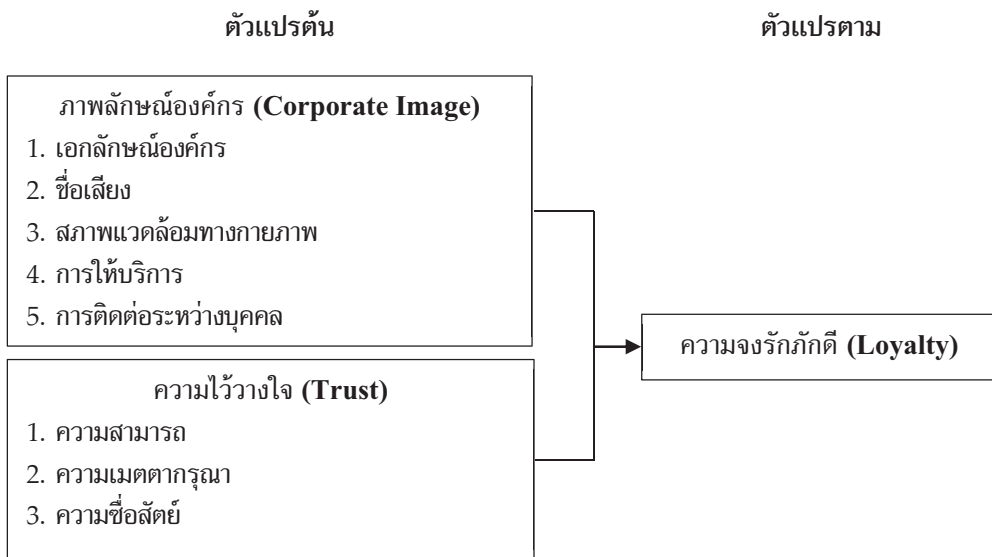 ตัวแปรต้น
ตัวแปรตาม
ภาพลักษณ์องค์กร (Corporate Image)
1. เอกลักษณ์องค์กร
2. ชื่อเสียง
3. สภาพแวดล้อมทางกายภาพ
4. การให้บริการ
5. การติดต่อระหว่างบุคคล
ความไว้วางใจ (Trust)
1. ความสามารถ
2. ความเมตตากรุณา
3. ความซื่อสัตย์
ความจงรักภักดี (Loyalty)